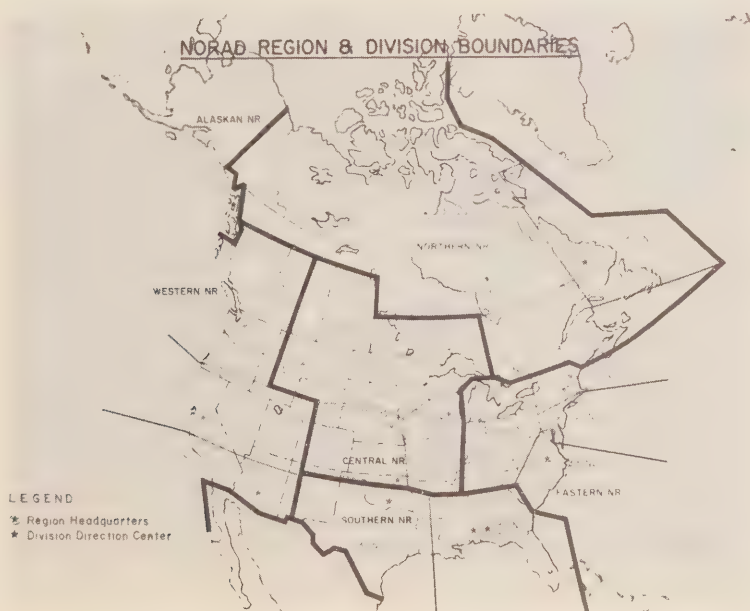 NORAD REGION & DIVISION BOUNDARIES
ALASKAN NR
NORTHERN NR
WESTERN NR
CENTRAL NR
EASTERN NR
SOUTHERN NR
LEGEND
Region Headquarters
★ Division Direction Center